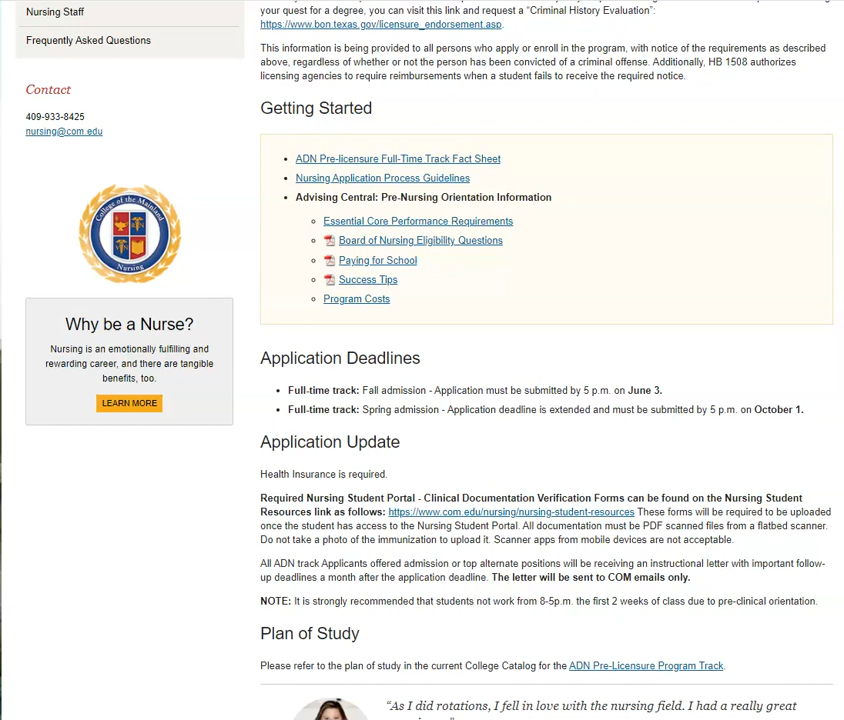 Nursing Staff
Frequently Asked Questions
Contact
409-933-8425
nursing@com.edu
College of the Mainland
Nursing
Why be a Nurse?
Nursing is an emotionally fulfilling and
rewarding career, and there are tangible
benefits, too.
LEARN MORE
your quest for a degree, you can visit this link and request a “Criminal History Evaluation”:
https://www.bon.texas.gov/licensure_endorsement.asp.
This information is being provided to all persons who apply or enroll in the program, with notice of the requirements as described
above, regardless of whether or not the person has been convicted of a criminal offense. Additionally, HB 1508 authorizes
licensing agencies to require reimbursements when a student fails to receive the required notice.
Getting Started
• ADN Pre-licensure Full-Time Track Fact Sheet
• Nursing Application Process Guidelines
• Advising Central: Pre-Nursing Orientation Information
Essential Core Performance Requirements
Board of Nursing Eligibility Questions
Paying for School
Success Tips
Program Costs
Application Deadlines
• Full-time track: Fall admission - Application must be submitted by 5 p.m. on June 3.
• Full-time track: Spring admission - Application deadline is extended and must be submitted by 5 p.m. on October 1.
Application Update
Health Insurance is required.
Required Nursing Student Portal - Clinical Documentation Verification Forms can be found on the Nursing Student
Resources link as follows: https://www.com.edu/nursing/nursing-student-resources These forms will be required to be uploaded
once the student has access to the Nursing Student Portal. All documentation must be PDF scanned files from a flatbed scanner.
Do not take a photo of the immunization to upload it. Scanner apps from mobile devices are not acceptable.
All ADN track Applicants offered admission or top alternate positions will be receiving an instructional letter with important follow-
up deadlines a month after the application deadline. The letter will be sent to COM emails only.
NOTE: It is strongly recommended that students not work from 8-5p.m. the first 2 weeks of class due to pre-clinical orientation.
Plan of Study
Please refer to the plan of study in the current College Catalog for the ADN Pre-Licensure Program Track.
“As I did rotations, I fell in love with the nursing field. I had a really great